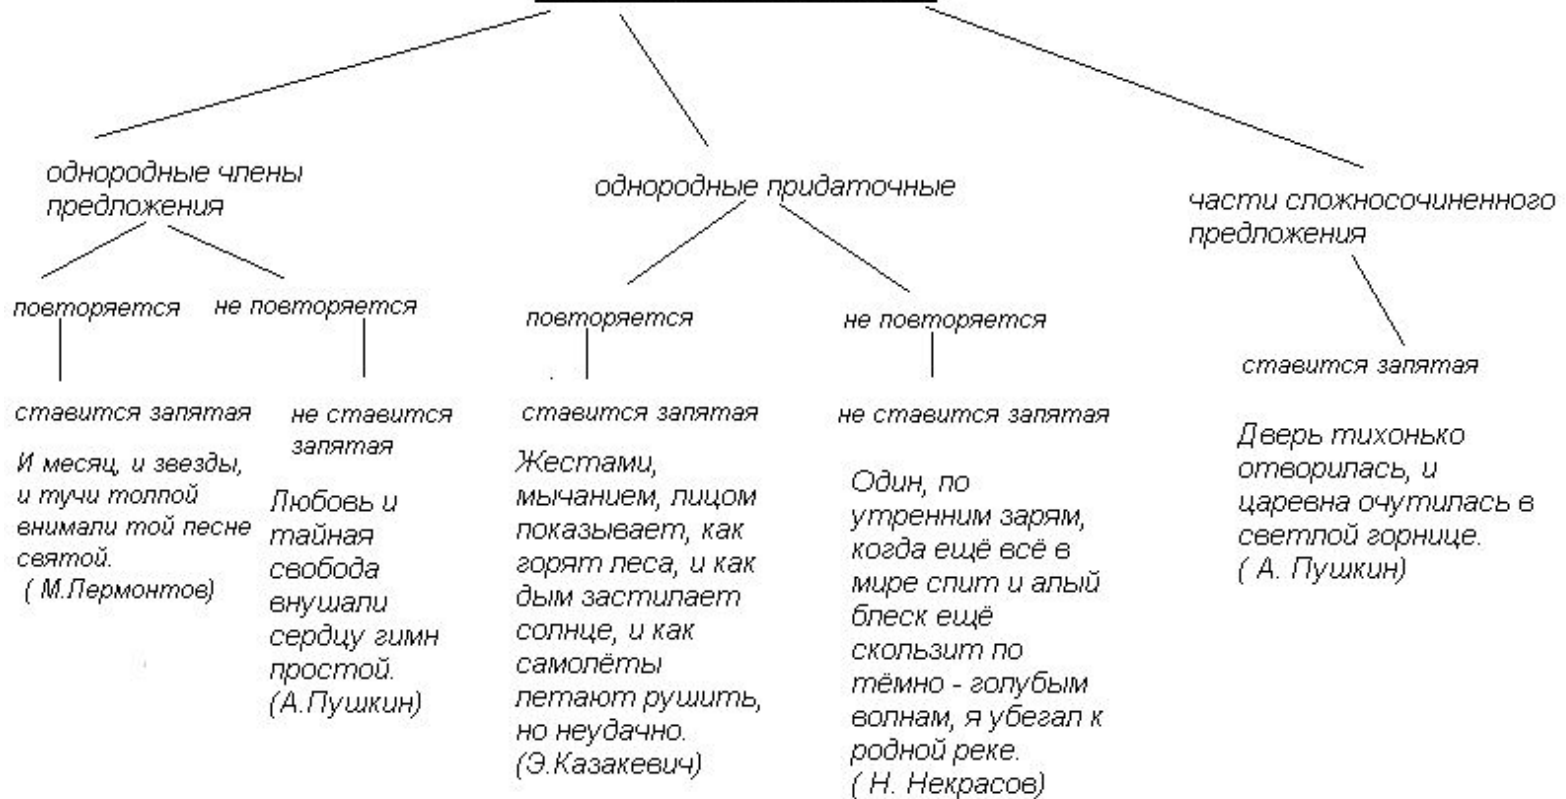 однородные члены
предложения
однородные придаточные
части сложносочиненного
предложения
повторяется
не повторяется
повторяется
не повторяется
ставится запятая
ставится запятая
не ставится
запятая
ставится запятая
не ставится запятая
И месяц, и звезды,
и тучи толпой
внимали той песне
святой.
( М.Лермонтов)
Любовь и
тайная
свобода
внушали
сердцу гимн
простой.
(А.Пушкин)
Жестами,
мычанием, лицом
показывает, как
горят леса, и как
дым застилает
солнце, и как
самолёты
летают рушить,
но неудачно.
(Э.Казакевич)
Один, по
утренним зарям,
когда ещё всё в
мире спит и алый
блеск ещё
скользит по
тёмно - голубым
волнам, я убегал к
родной реке.
( Н. Некрасов)
Дверь тихонько
отворилась, и
царевна очутилась в
светлой горнице.
( А. Пушкин)